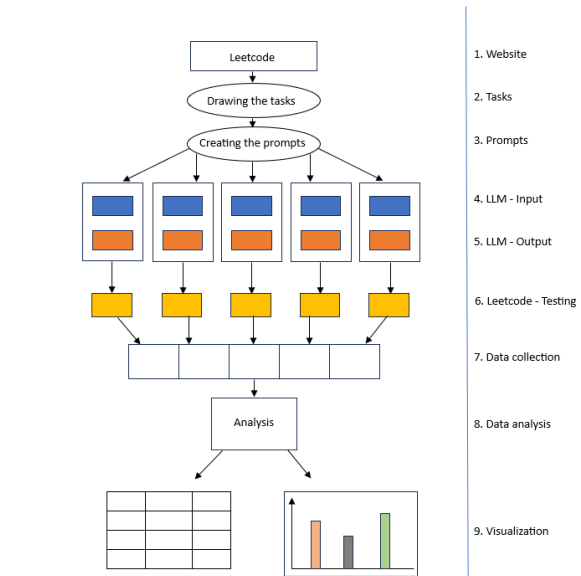 Leetcode
1. Website
Drawing the tasks
2. Tasks
Creating the prompts
3. Prompts
4. LLM - Input
5. LLM - Output
6. Leetcode - Testing
7. Data collection
Analysis
8. Data analysis
9. Visualization